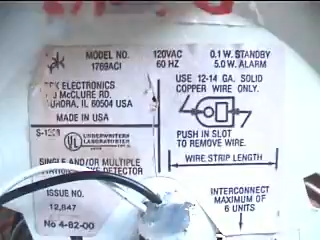 MODEL NO.
1769ACI
120VAC
60 HZ
0.1 W. STANDBY
5.0 W. ALARM
ELECTRONICS
McCLURE RD.
AURORA, IL 60504 USA
MADE IN USA
USE 12-14 GA. SOLID
COPPER WIRE ONLY.
PUSH IN SLOT
TO REMOVE WIRE.
WIRE STRIP LENGTH
UL
UNDERWRITERS
LABORATORIES
SINGLE AND/OR MULTIPLE
DETECTOR
ISSUE NO.
12,847
No 4-82-00
INTERCONNECT
MAXIMUM OF
6 UNITS